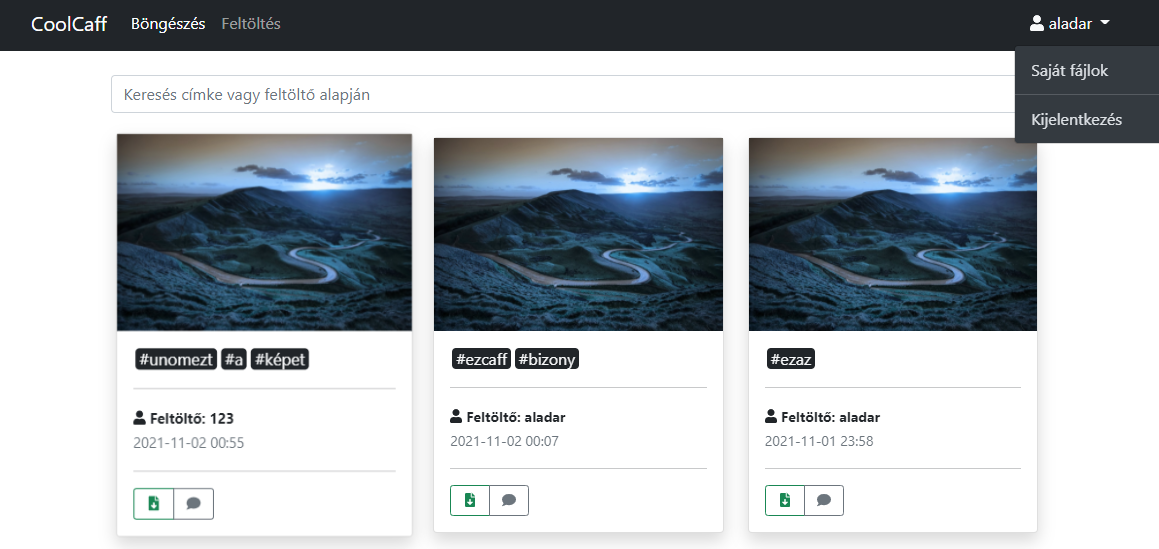 CoolCaff Böngészés Feltöltés aladar
Saját fájlok
Kijelentkezés
Keresés címke vagy feltöltő alapján
#unomezt #a #képet
Feltöltő: 123
2021-11-02 00:55
#ezcaff #bizony
Feltöltő: aladar
2021-11-02 00:07
#ezaz
Feltöltő: aladar
2021-11-01 23:58